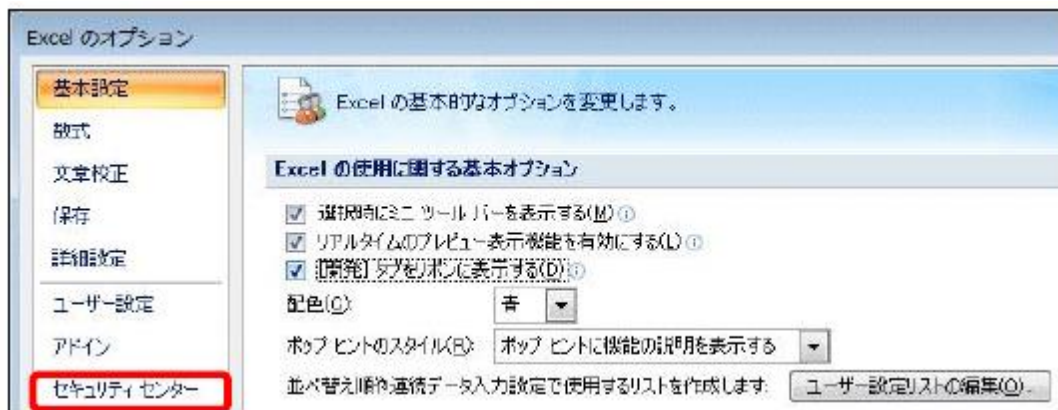 Excel のオプション
基本設定
数式
文章校正
保存
詳細設定
ユーザー設定
アドイン
セキュリティ センター
Excel の基本的なオプションを変更します。
Excel の使用に関する基本オプション
選択時にミニ ツール バーを表示する(M)
リアルタイムのプレビュー表示機能を有効にする(L)
[開発] タブをリボンに表示する(D)
配色(C): 青
ポップ ヒントのスタイル(R): ポップ ヒントに機能の説明を表示する
並べ替え順や連続データ入力設定で使用するリストを作成します: ユーザー設定リストの編集(O)...